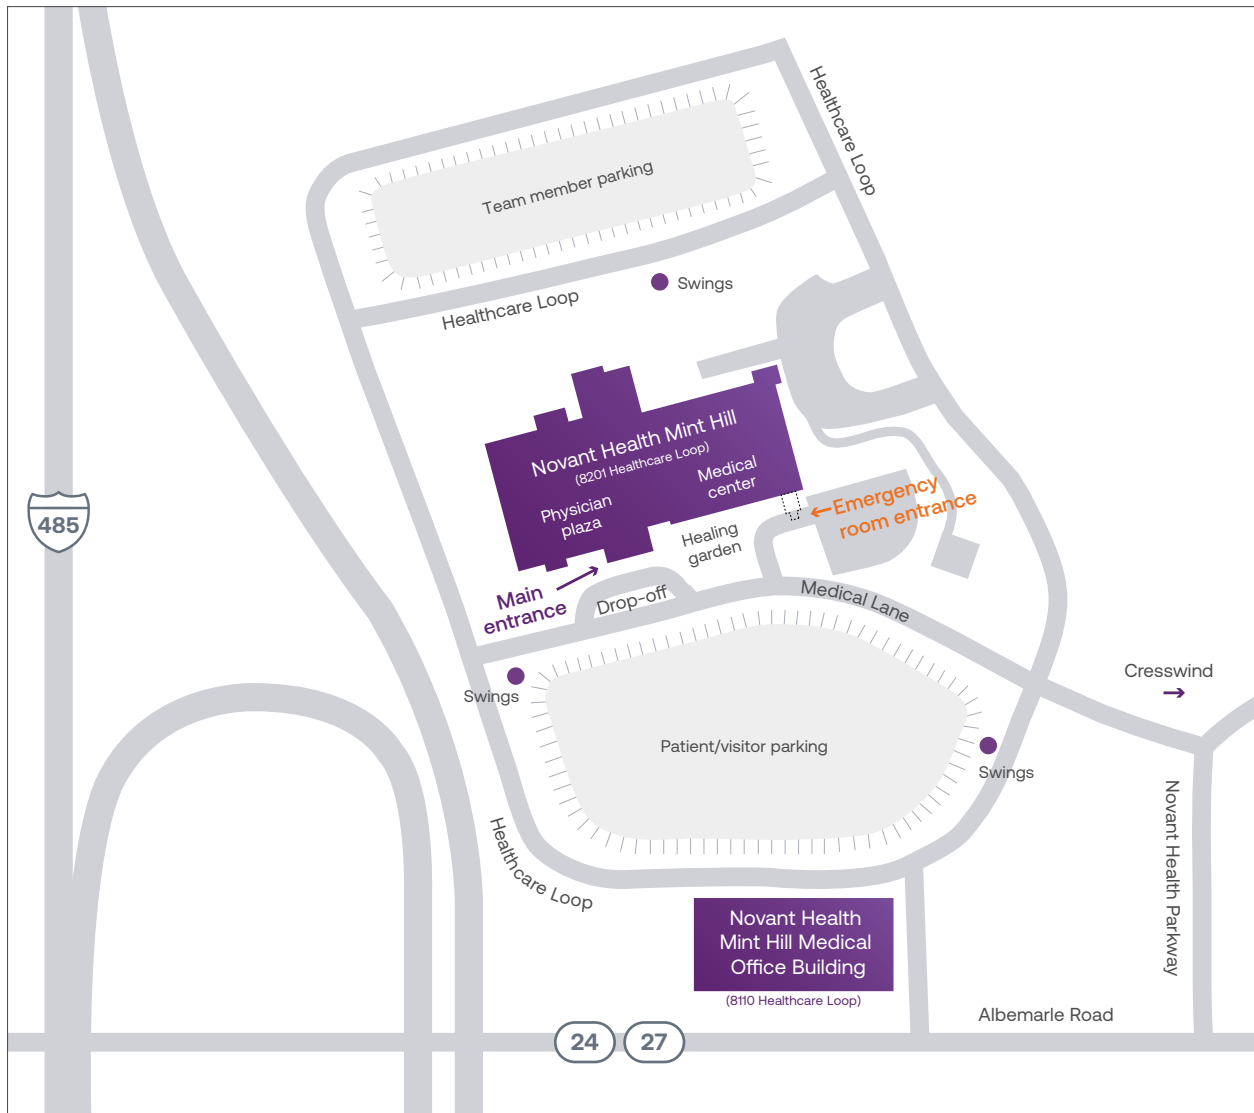 Healthcare Loop
Team member parking
Swings
Healthcare Loop
Novant Health Mint Hill
(8201 Healthcare Loop)
Medical
center
Physician
plaza
485
Emergency
room entrance
Healing
garden
Main
entrance
Drop-off
Medical Lane
Cresswind
Swings
Patient/visitor parking
Swings
Novant Health Parkway
Healthcare Loop
Novant Health
Mint Hill Medical
Office Building
(8110 Healthcare Loop)
Albemarle Road
24
27